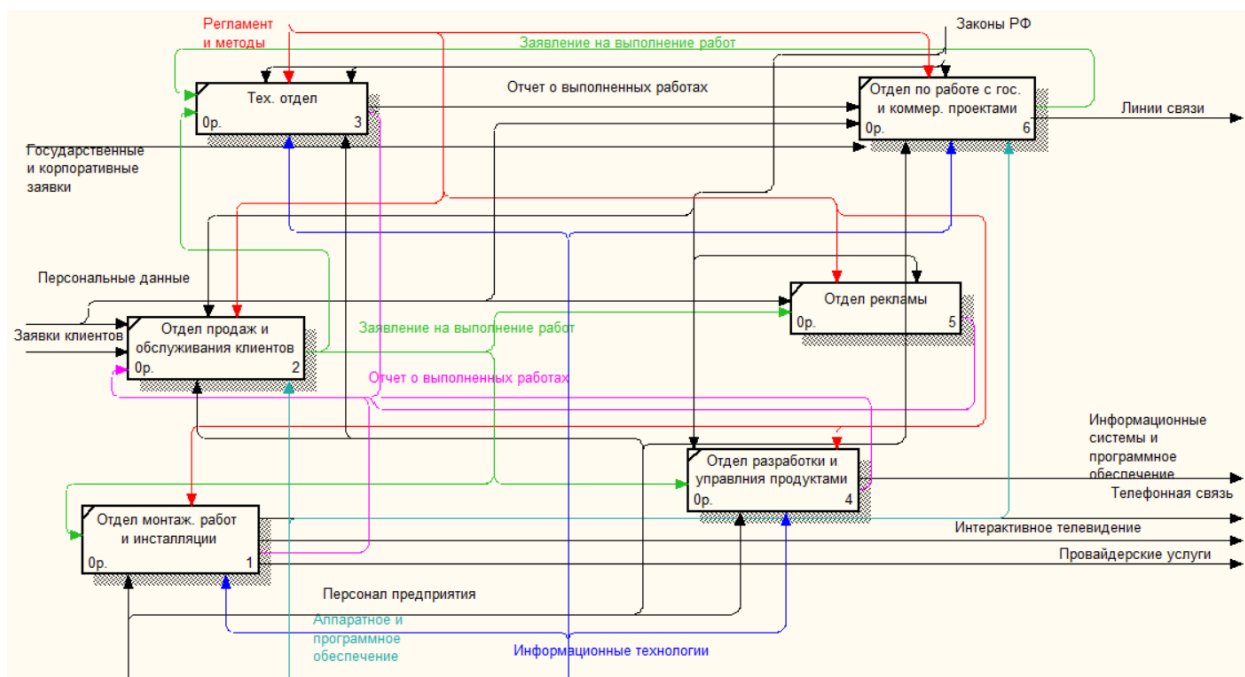 Регламент
и методы
Законы РФ
Заявление на выполнение работ
Тех. отдел
0р.
3
Отчет о выполненных работах
Отдел по работе с гос.
и коммер. проектами
0р.
6
Линии связи
Государственные
и корпоративные
заявки
Персональные данные
Отдел рекламы
0р.
5
Заявки клиентов
Отдел продаж и
обслуживания клиентов
0р.
2
Заявление на выполнение работ
Отчет о выполненных работах
Информационные
системы и
программное
обеспечение
Отдел разработки и
управлния продуктами
0р.
4
Телефонная связь
Отдел монтаж. работ
и инсталляции
0р.
1
Интерактивное телевидение
Провайдерские услуги
Персонал предприятия
Аппаратное и
программное
обеспечение
Информационные технологии